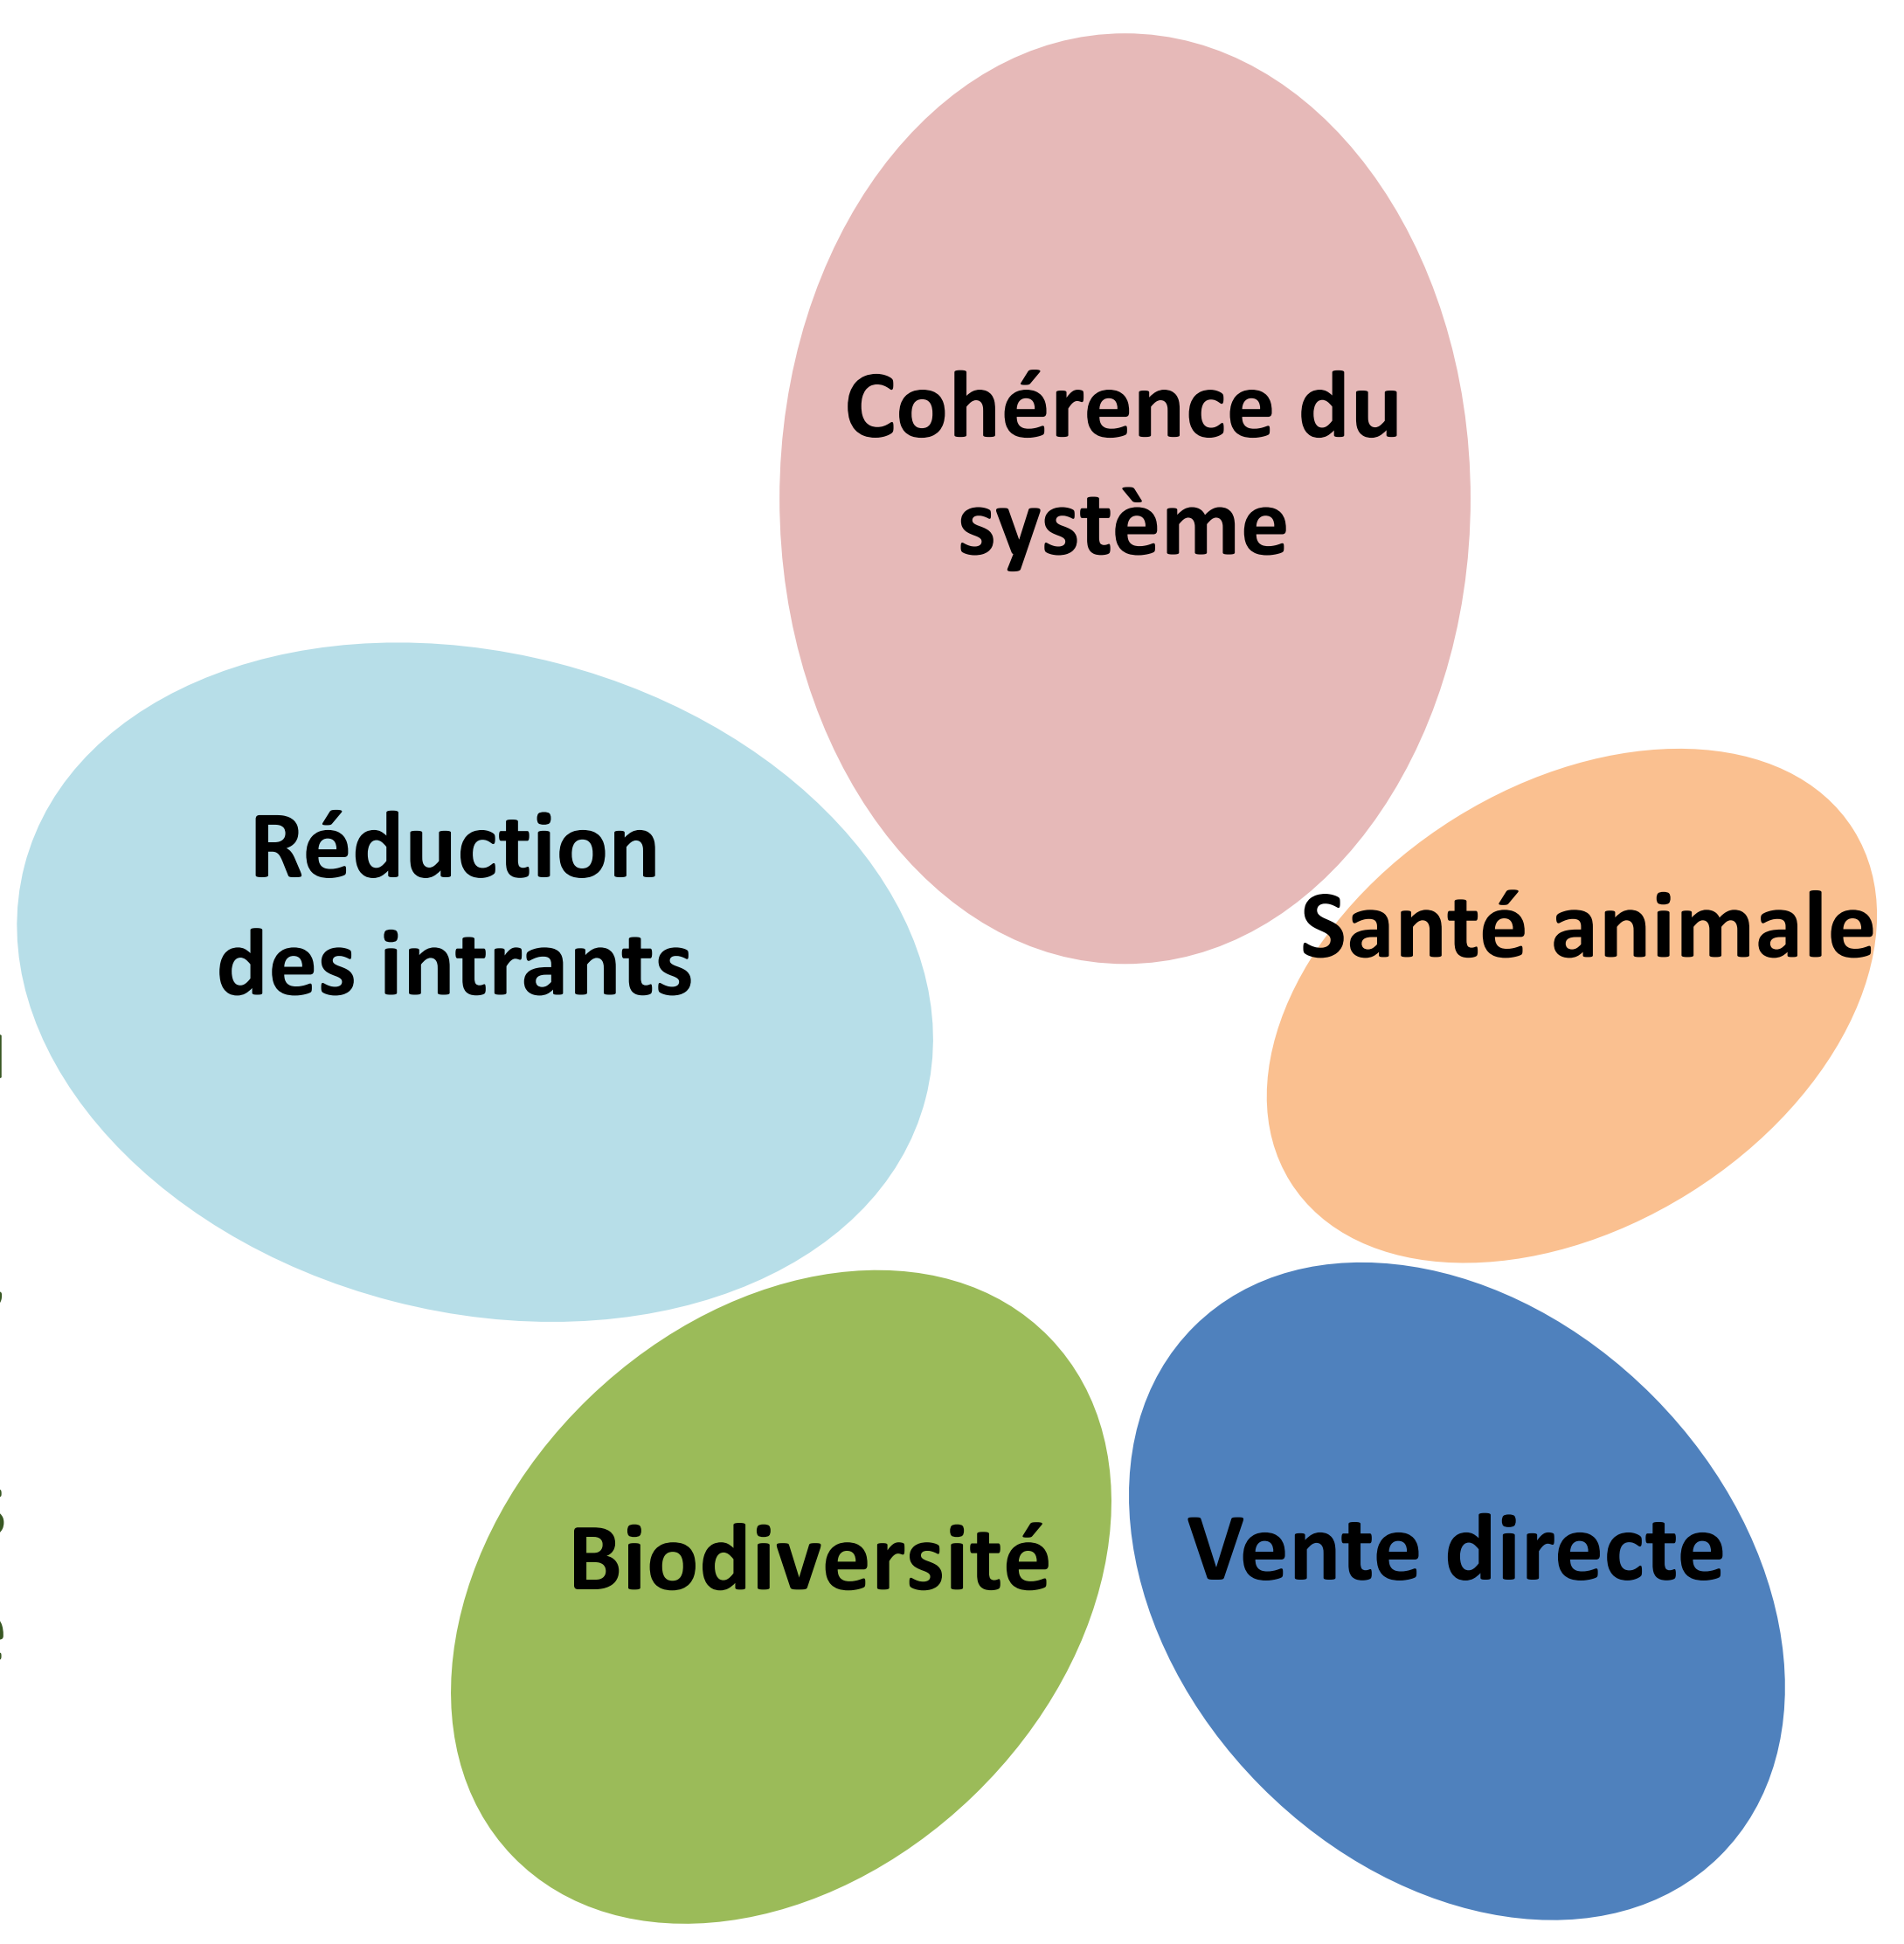 Cohérence du
système
Réduction
des intrants
Santé animale
Biodiversité
Vente directe